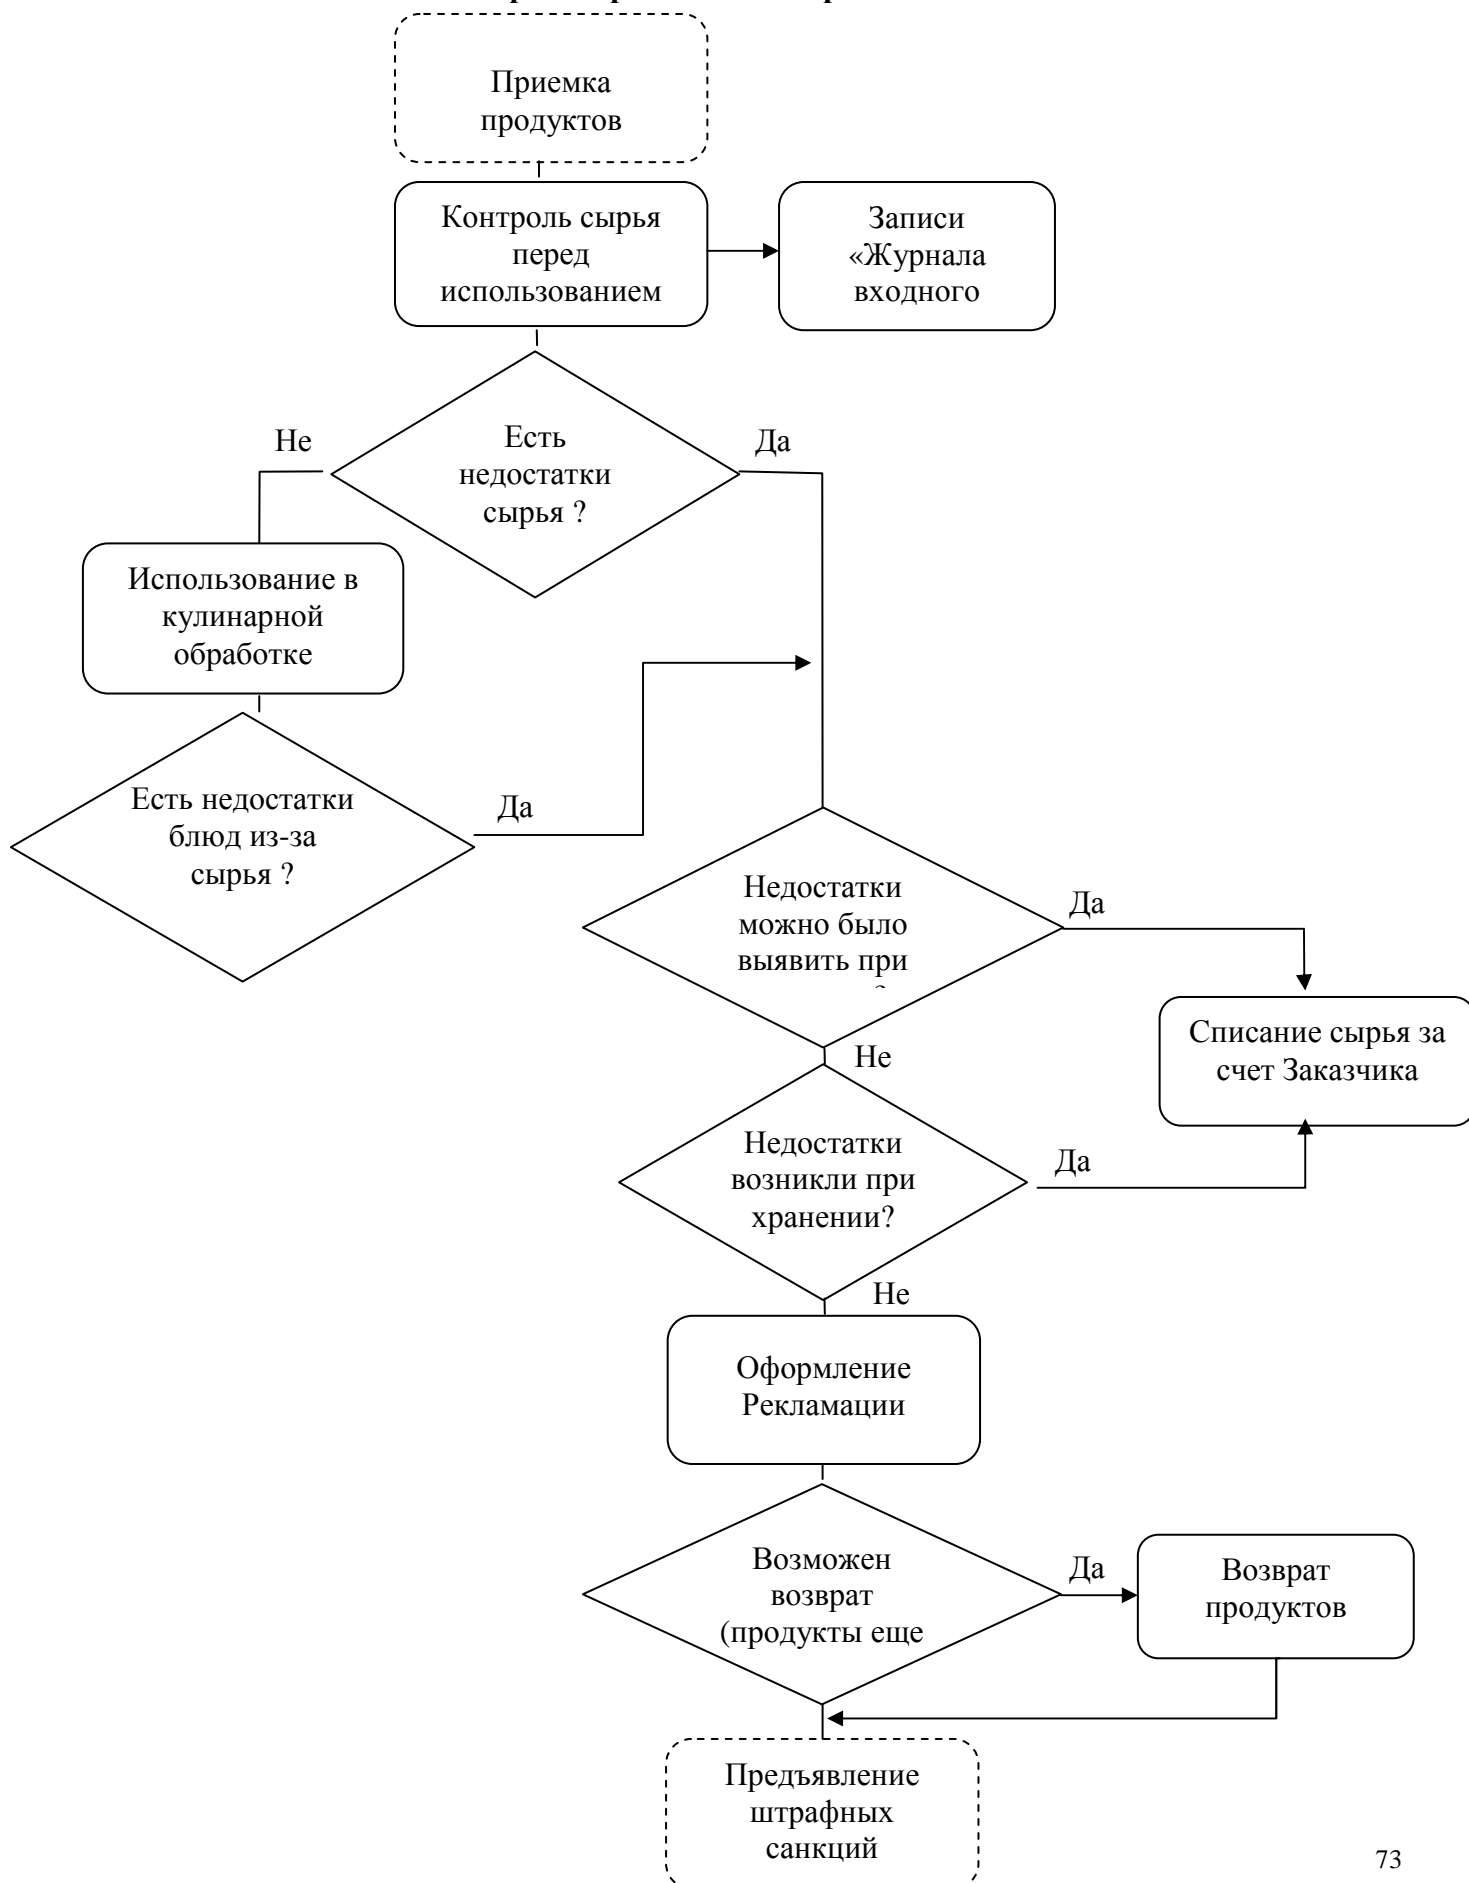 Приемка
продуктов
Контроль сырья
перед
использованием
Записи
«Журнала
входного
Есть
недостатки
сырья ?
Не
Да
Использование в
кулинарной
обработке
Есть недостатки
блюд из-за
сырья ?
Да
Недостатки
можно было
выявить при
Да
Не
Списание сырья за
счет Заказчика
Недостатки
возникли при
хранении?
Да
Не
Оформление
Рекламации
Возможен
возврат
(продукты еще
Да
Возврат
продуктов
Предъявление
штрафных
санкций
73